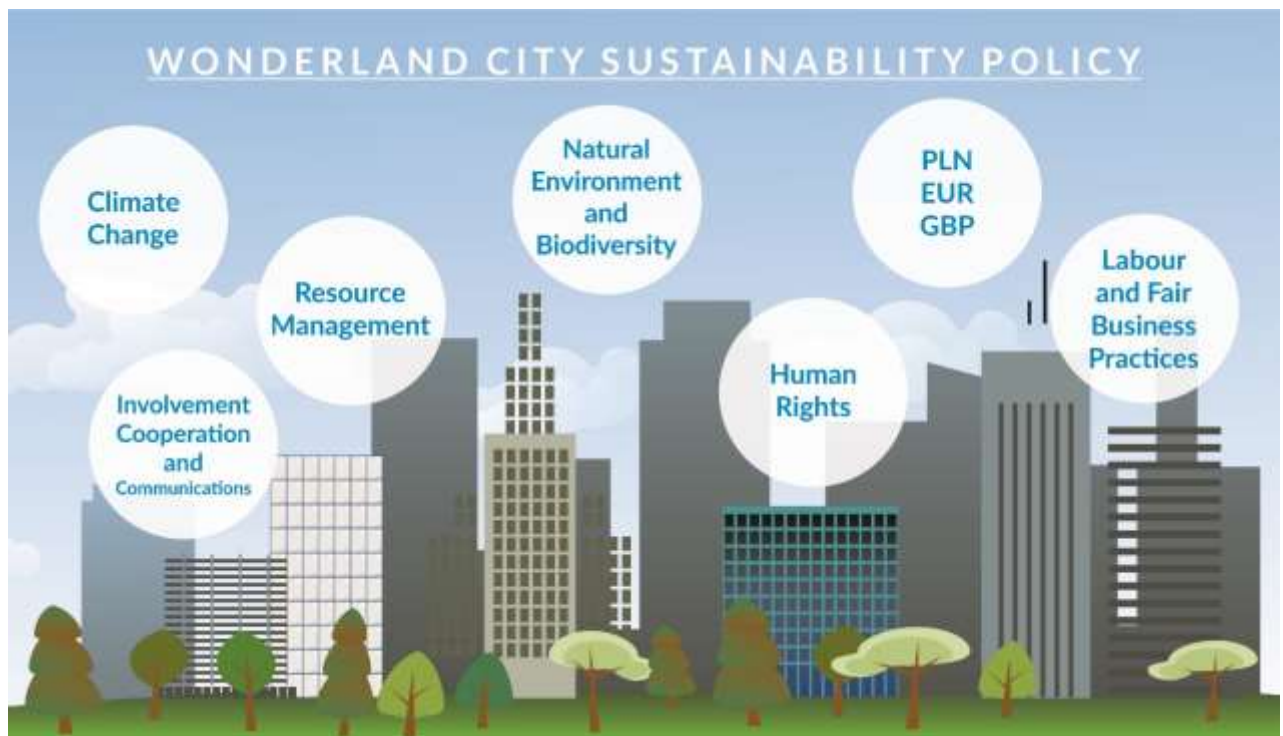 WONDERLAND CITY SUSTAINABILITY POLICY
Climate
Change
Resource
Management
Involvement
Cooperation
and
Communications
Natural
Environment
and
Biodiversity
PLN
EUR
GBP
Human
Rights
Labour
and Fair
Business
Practices